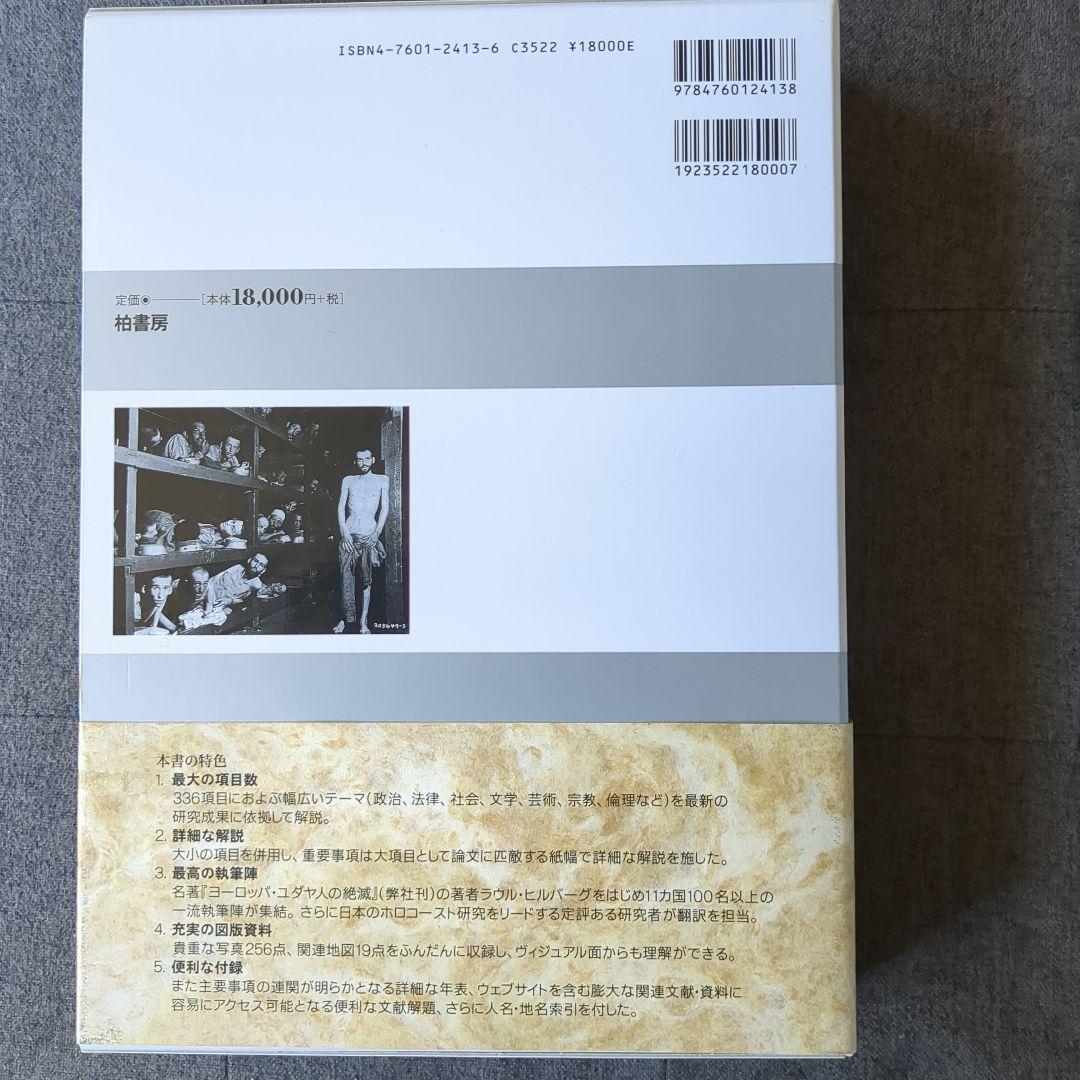 ISBN4-7601-2413-6 C3522 ¥18000E
9784760124138
1923522180007
定価◉―――[本体18,000円+税]
柏書房
203647-5
本書の特色
1. 最大の項目数
336項目におよぶ幅広いテーマ(政治、法律、社会、文学、芸術、宗教、倫理など)を最新の
研究成果に依拠して解説。
2. 詳細な解説
大小の項目を併用し、重要事項は大項目として論文に匹敵する紙幅で詳細な解説を施した。
3. 最高の執筆陣
名著『ヨーロッパ・ユダヤ人の絶滅』(弊社刊)の著者ラウル・ヒルバーグをはじめ11カ国100名以上の
一流執筆陣が集結。さらに日本のホロコースト研究をリードする定評ある研究者が翻訳を担当。
4. 充実の図版資料
貴重な写真256点、関連地図19点をふんだんに収録し、ヴィジュアル面からも理解ができる。
5. 便利な付録
また主要事項の連関が明らかとなる詳細な年表、ウェブサイトを含む膨大な関連文献・資料に
容易にアクセス可能となる便利な文献解題、さらに人名・地名索引を付した。